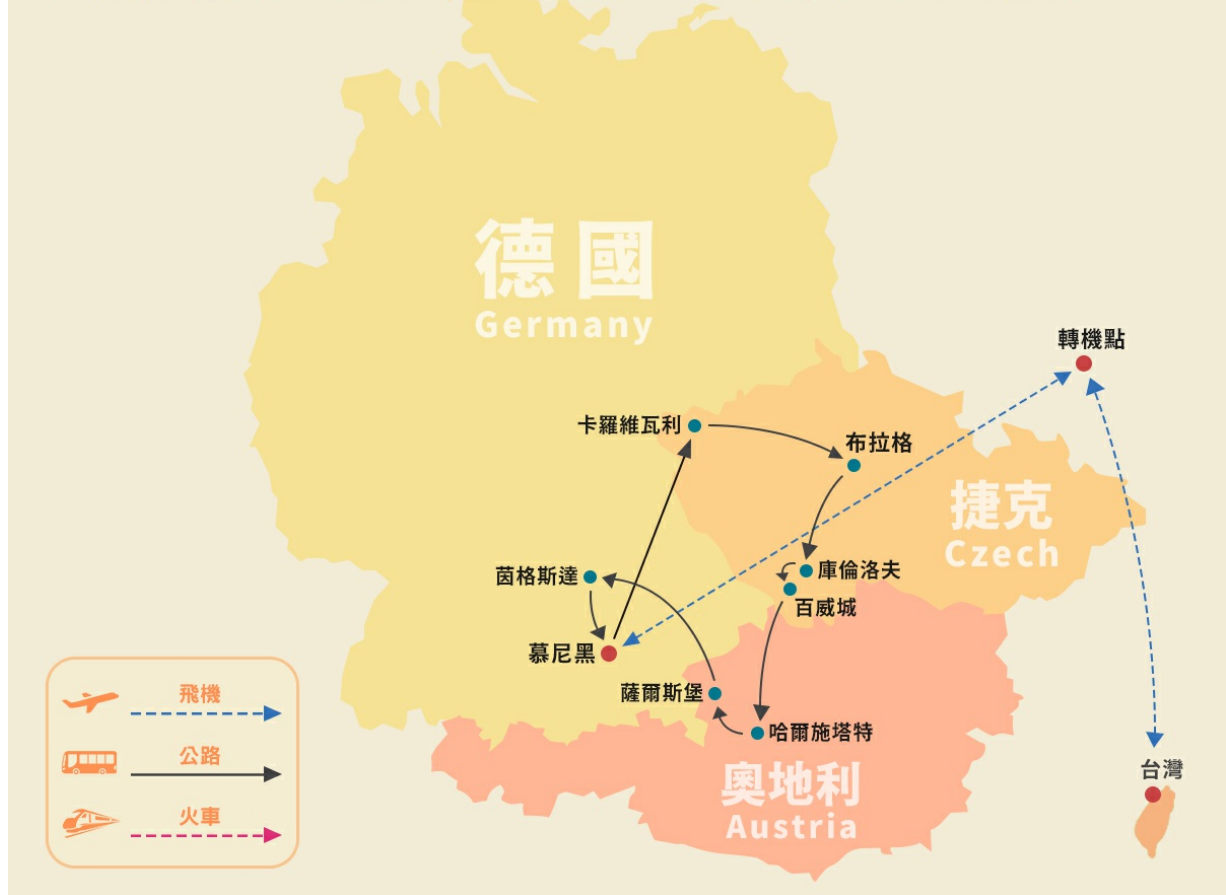 德國
Germany
轉機點
卡羅維瓦利
布拉格
捷克
Czech
茵格斯達
庫倫洛夫
百威城
慕尼黑
薩爾斯堡
哈爾施塔特
奧地利
Austria
台灣
飛機
公路
火車